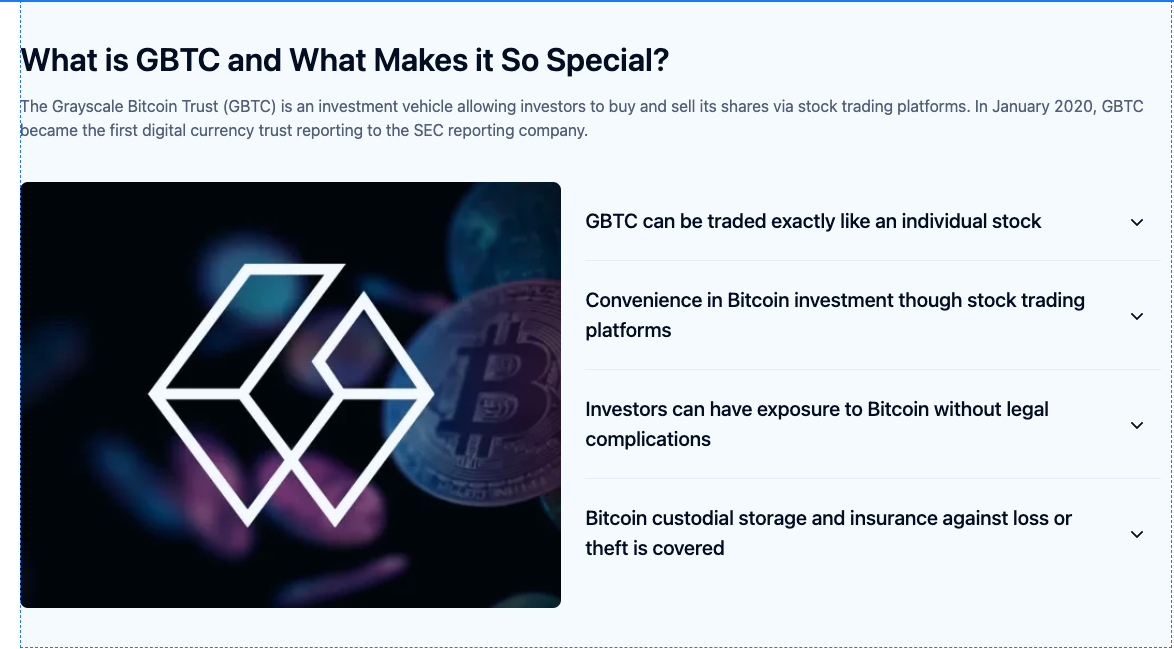 What is GBTC and What Makes it So Special?
The Grayscale Bitcoin Trust (GBTC) is an investment vehicle allowing investors to buy and sell its shares via stock trading platforms. In January 2020, GBTC
became the first digital currency trust reporting to the SEC reporting company.
GBTC can be traded exactly like an individual stock
Convenience in Bitcoin investment though stock trading
platforms
Investors can have exposure to Bitcoin without legal
complications
Bitcoin custodial storage and insurance against loss or
theft is covered